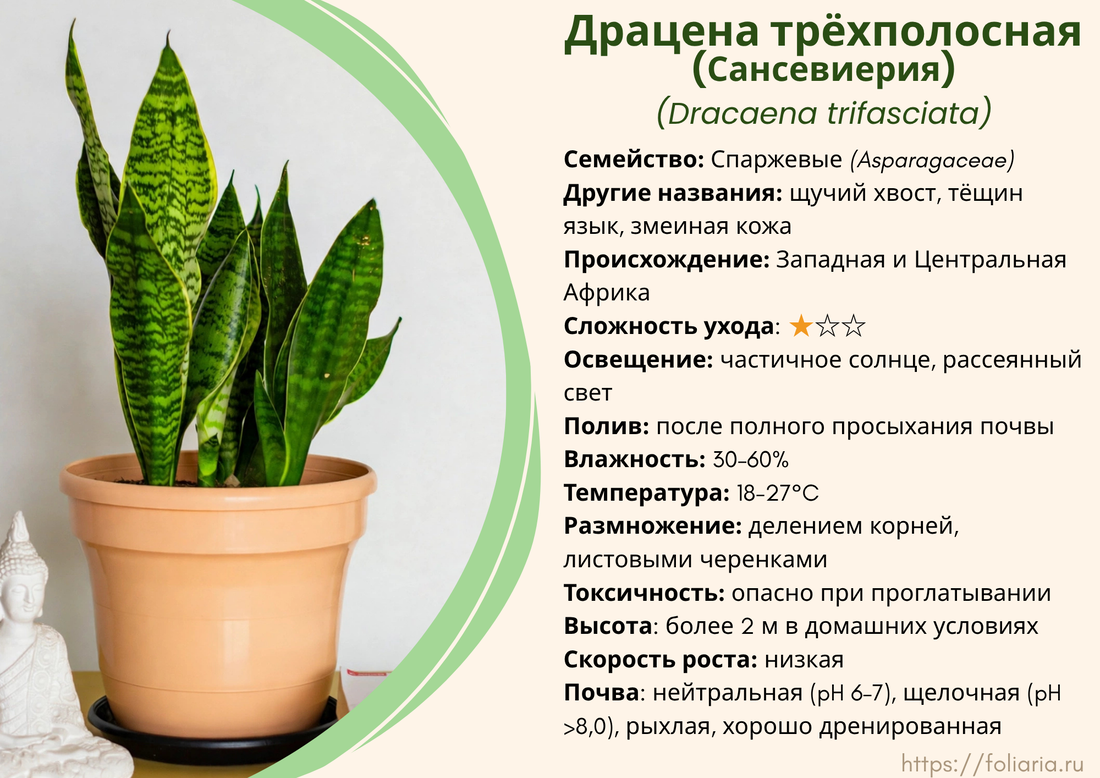 Драцена трёхполосная
(Сансевиерия)
(Dracaena trifasciata)
Семейство: Спаржевые (Asparagaceae)
Другие названия: щучий хвост, тёщин
язык, змеиная кожа
Происхождение: Западная и Центральная
Африка
Сложность ухода: ★☆☆
Освещение: частичное солнце, рассеянный
свет
Полив: после полного просыхания почвы
Влажность: 30–60%
Температура: 18–27°C
Размножение: делением корней,
листовыми черенками
Токсичность: опасно при проглатывании
Высота: более 2 м в домашних условиях
Скорость роста: низкая
Почва: нейтральная (pH 6–7), щелочная (pH
>8,0), рыхлая, хорошо дренированная
https://foliaria.ru